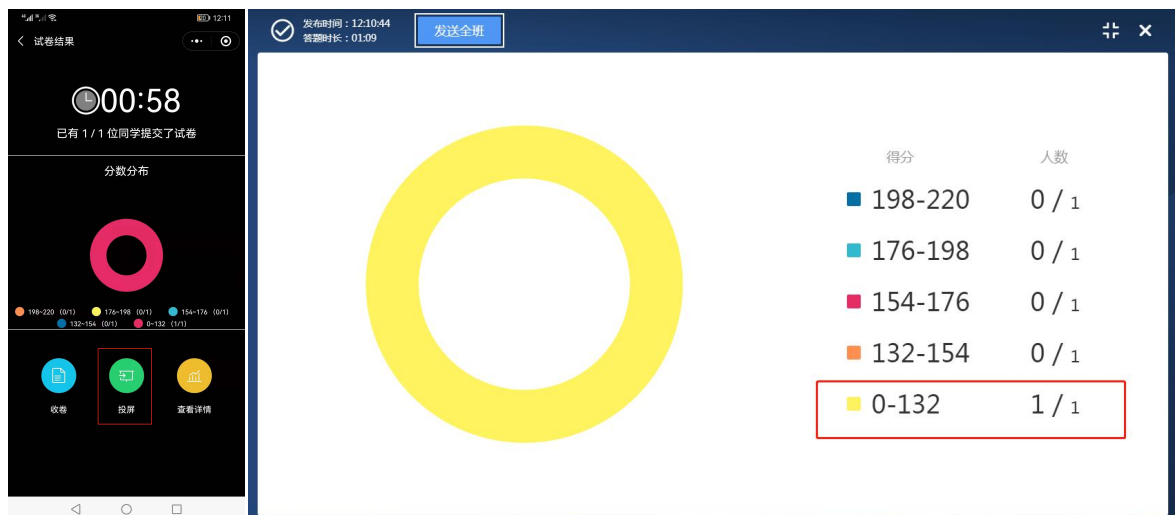 12:11
试卷结果
00:58
已有 1 / 1 位同学提交了试卷
分数分布
198~220 (0/1) 176~198 (0/1) 154~176 (0/1)
132~154 (0/1) 0~132 (1/1)
收卷 投屏 查看详情
发布时间：12:10:44
答题时长：01:09
发送全班
得分 人数
198-220 0 / 1
176-198 0 / 1
154-176 0 / 1
132-154 0 / 1
0-132 1 / 1